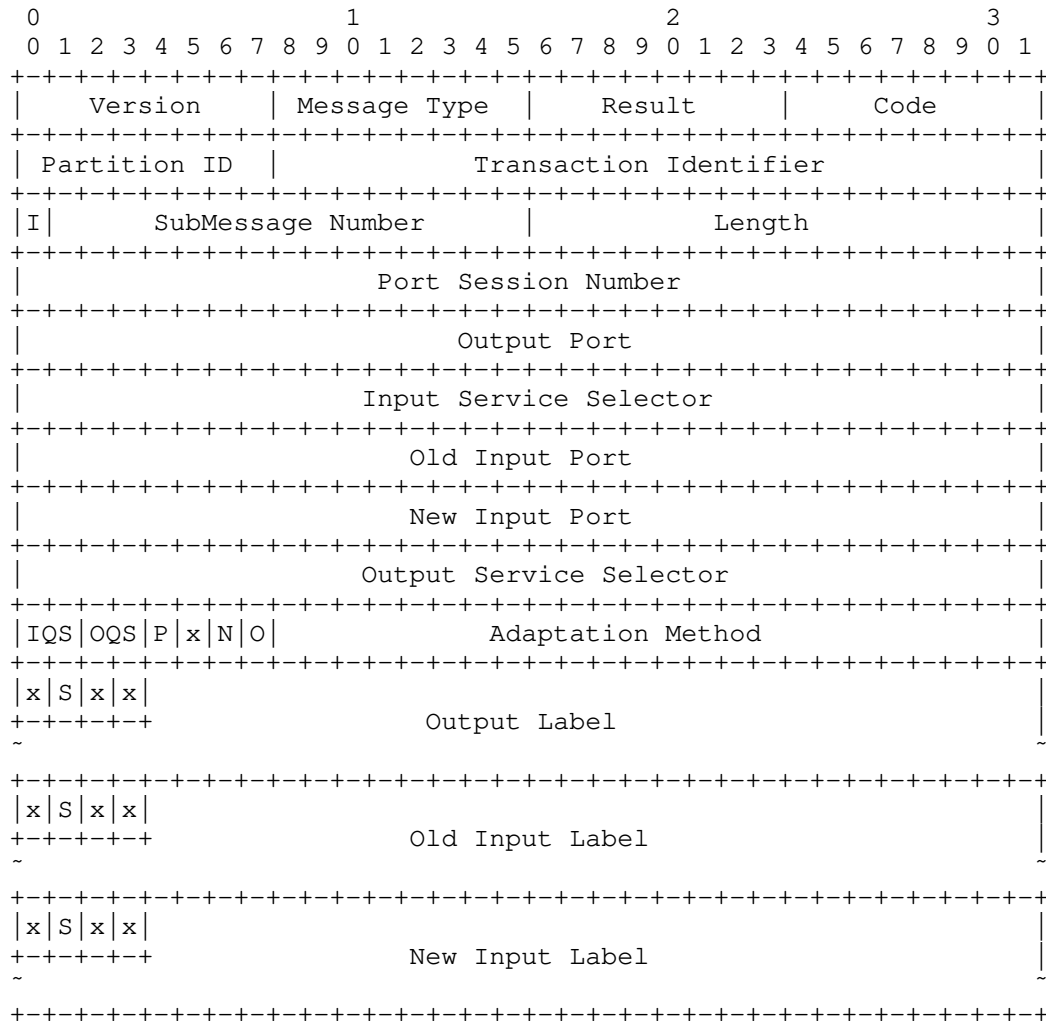 0                   1                   2                   3
 0 1 2 3 4 5 6 7 8 9 0 1 2 3 4 5 6 7 8 9 0 1 2 3 4 5 6 7 8 9 0 1
+-+-+-+-+-+-+-+-+-+-+-+-+-+-+-+-+-+-+-+-+-+-+-+-+-+-+-+-+-+-+-+-+
|    Version    | Message Type  |    Result     |     Code      |
+-+-+-+-+-+-+-+-+-+-+-+-+-+-+-+-+-+-+-+-+-+-+-+-+-+-+-+-+-+-+-+-+
| Partition ID  |            Transaction Identifier             |
+-+-+-+-+-+-+-+-+-+-+-+-+-+-+-+-+-+-+-+-+-+-+-+-+-+-+-+-+-+-+-+-+
|I|      SubMessage Number      |           Length              |
+-+-+-+-+-+-+-+-+-+-+-+-+-+-+-+-+-+-+-+-+-+-+-+-+-+-+-+-+-+-+-+-+
|                      Port Session Number                      |
+-+-+-+-+-+-+-+-+-+-+-+-+-+-+-+-+-+-+-+-+-+-+-+-+-+-+-+-+-+-+-+-+
|                           Output Port                         |
+-+-+-+-+-+-+-+-+-+-+-+-+-+-+-+-+-+-+-+-+-+-+-+-+-+-+-+-+-+-+-+-+
|                     Input Service Selector                    |
+-+-+-+-+-+-+-+-+-+-+-+-+-+-+-+-+-+-+-+-+-+-+-+-+-+-+-+-+-+-+-+-+
|                        Old Input Port                         |
+-+-+-+-+-+-+-+-+-+-+-+-+-+-+-+-+-+-+-+-+-+-+-+-+-+-+-+-+-+-+-+-+
|                        New Input Port                         |
+-+-+-+-+-+-+-+-+-+-+-+-+-+-+-+-+-+-+-+-+-+-+-+-+-+-+-+-+-+-+-+-+
|                     Output Service Selector                   |
+-+-+-+-+-+-+-+-+-+-+-+-+-+-+-+-+-+-+-+-+-+-+-+-+-+-+-+-+-+-+-+-+
|IQS|OQS|P|x|N|O|             Adaptation Method                 |
+-+-+-+-+-+-+-+-+-+-+-+-+-+-+-+-+-+-+-+-+-+-+-+-+-+-+-+-+-+-+-+-+
|x|S|x|x|                                                       |
+-+-+-+-+                 Output Label                          |
~                                                               ~
+-+-+-+-+-+-+-+-+-+-+-+-+-+-+-+-+-+-+-+-+-+-+-+-+-+-+-+-+-+-+-+-+
|x|S|x|x|                                                       |
+-+-+-+-+                Old Input Label                        |
~                                                               ~
+-+-+-+-+-+-+-+-+-+-+-+-+-+-+-+-+-+-+-+-+-+-+-+-+-+-+-+-+-+-+-+-+
|x|S|x|x|                                                       |
+-+-+-+-+                New Input Label                        |
~                                                               ~
+-+-+-+-+-+-+-+-+-+-+-+-+-+-+-+-+-+-+-+-+-+-+-+-+-+-+-+-+-+-+-+-+